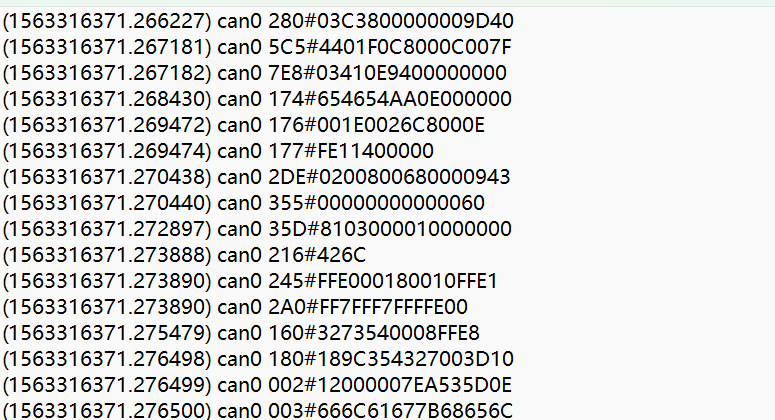 (1563316371.266227) can0 280#03C3800000009D40
(1563316371.267181) can0 5C5#4401F0C8000C007F
(1563316371.267182) can0 7E8#03410E9400000000
(1563316371.268430) can0 174#654654AA0E000000
(1563316371.269472) can0 176#001E0026C8000E
(1563316371.269474) can0 177#FE11400000
(1563316371.270438) can0 2DE#0200800680000943
(1563316371.270440) can0 355#00000000000060
(1563316371.272897) can0 35D#8103000010000000
(1563316371.273888) can0 216#426C
(1563316371.273890) can0 245#FFE000180010FFE1
(1563316371.273890) can0 2A0#FF7FFF7FFFFE00
(1563316371.275479) can0 160#3273540008FFE8
(1563316371.276498) can0 180#189C354327003D10
(1563316371.276499) can0 002#12000007EA535D0E
(1563316371.276500) can0 003#666C61677B68656C